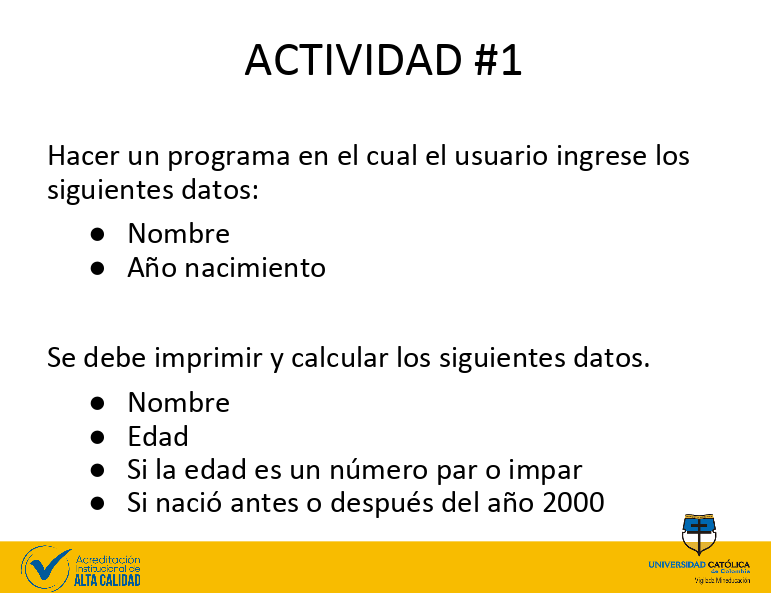 ACTIVIDAD #1
Hacer un programa en el cual el usuario ingrese los
siguientes datos:
● Nombre
● Año nacimiento
Se debe imprimir y calcular los siguientes datos.
● Nombre
● Edad
● Si la edad es un número par o impar
● Si nació antes o después del año 2000
Acreditación
Institucional de
ALTA CALIDAD
UNIVERSIDAD CATÓLICA
de Colombia
Vigilada Mineducación